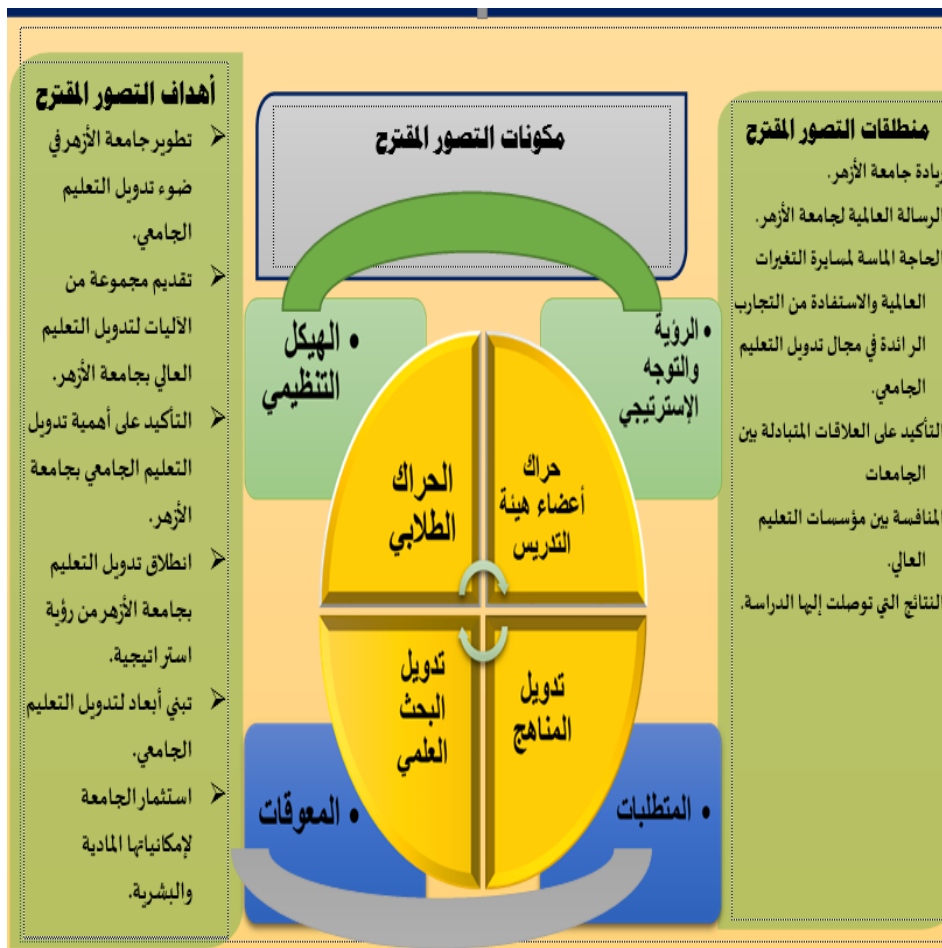 منطلقات التصور المقترح
ريادة جامعة الأزهر.
الرسالة العالمية لجامعة الأزهر.
الحاجة الماسة لمسايرة التغيرات
العالمية والاستفادة من التجارب
الرائدة في مجال تدويل التعليم
الجامعي.
التأكيد على العلاقات المتبادلة بين
الجامعات
المنافسة بين مؤسسات التعليم
العالي.
النتائج التي توصلت إليها الدراسة.
مكونات التصور المقترح
• الرؤية
والتوجه
الإسترتيجي
• الهيكل
التنظيمي
حراك
أعضاء هيئة
التدريس
الحراك
الطلابي
تدويل
المناهج
تدويل
البحث
العلمي
• المتطلبات
• المعوقات
أهداف التصور المقترح
تطوير جامعة الأزهر في
ضوء تدويل التعليم
الجامعي.
تقديم مجموعة من
الآليات لتدويل التعليم
العالي بجامعة الأزهر.
التأكيد على أهمية تدويل
التعليم الجامعي بجامعة
الأزهر.
انطلاق تدويل التعليم
بجامعة الأزهر من رؤية
استراتيجية.
تبني أبعاد لتدويل التعليم
الجامعي.
استثمار الجامعة
لإمكانياتها المادية
والبشرية.